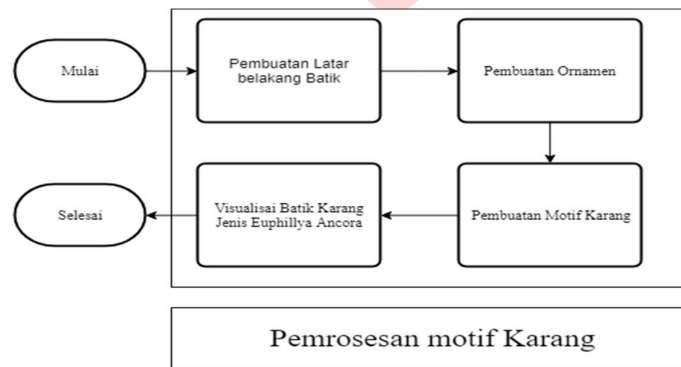 Mulai
Pembuatan Latar
belakang Batik
Pembuatan Ornamen
Selesai
Visualisai Batik Karang
Jenis Euphillya Ancora
Pembuatan Motif Karang
Pemrosesan motif Karang